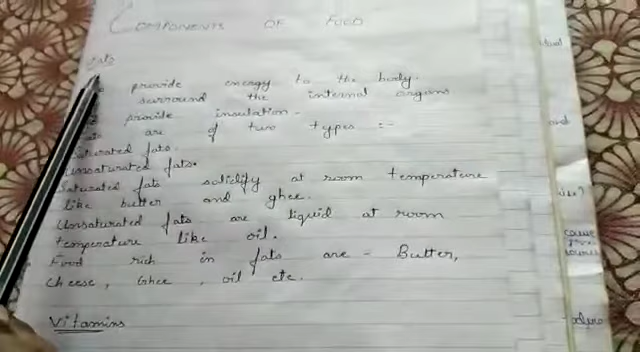 COMPONENTS OF FOOD
Fats
provide energy to the body.
surround the internal organs
provide insulation.
are of two types :-
Saturated fats.
Unsaturated fats.
Saturated fats solidify at room temperature
like butter and ghee.
Unsaturated fats are liquid at room
temperature like oil.
Food rich in fats are - Butter,
cheese, Ghee, oil etc.
Vitamins
and